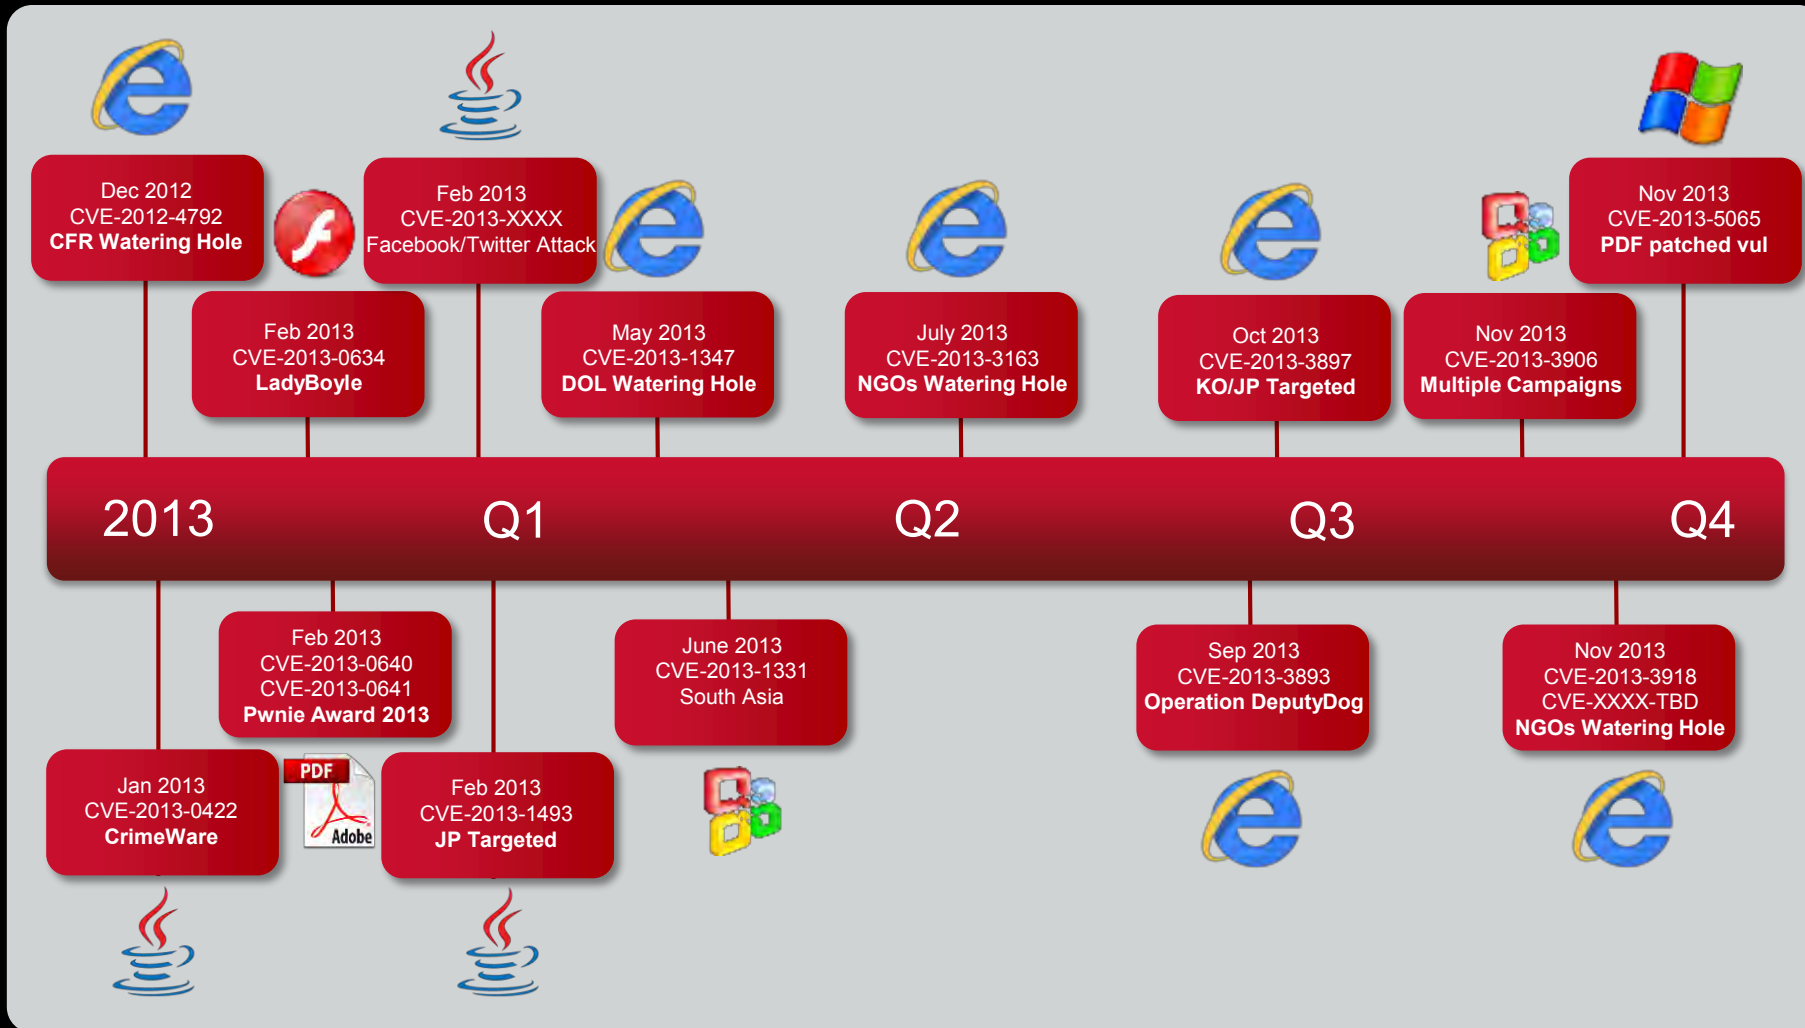 Dec 2012
CVE-2012-4792
CFR Watering Hole
Feb 2013
CVE-2013-0634
LadyBoyle
Feb 2013
CVE-2013-XXXX
Facebook/Twitter Attack
May 2013
CVE-2013-1347
DOL Watering Hole
July 2013
CVE-2013-3163
NGOs Watering Hole
Oct 2013
CVE-2013-3897
KO/JP Targeted
Nov 2013
CVE-2013-3906
Multiple Campaigns
Nov 2013
CVE-2013-5065
PDF patched vul
2013
Q1
Q2
Q3
Q4
Jan 2013
CVE-2013-0422
CrimeWare
Feb 2013
CVE-2013-0640
CVE-2013-0641
Pwnie Award 2013
PDF
Adobe
Feb 2013
CVE-2013-1493
JP Targeted
June 2013
CVE-2013-1331
South Asia
Sep 2013
CVE-2013-3893
Operation DeputyDog
Nov 2013
CVE-2013-3918
CVE-XXXX-TBD
NGOs Watering Hole